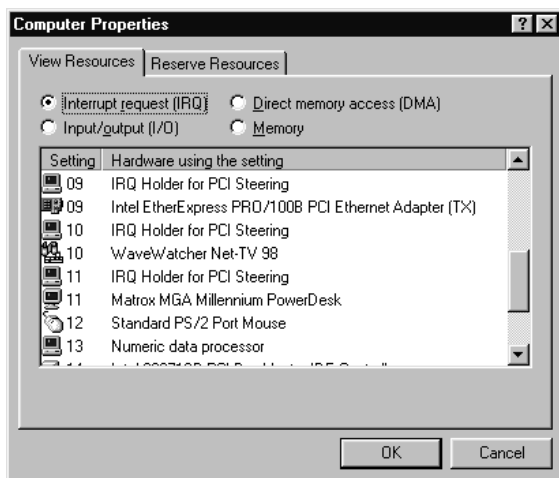 Computer Properties
View Resources Reserve Resources
Interrupt request (IRQ) Direct memory access (DMA)
Input/output (I/O) Memory
Setting Hardware using the setting
09 IRQ Holder for PCI Steering
09 Intel EtherExpress PRO/100B PCI Ethernet Adapter (TX)
10 IRQ Holder for PCI Steering
10 WaveWatcher Net-TV 98
11 IRQ Holder for PCI Steering
11 Matrox MGA Millennium PowerDesk
12 Standard PS/2 Port Mouse
13 Numeric data processor
OK Cancel